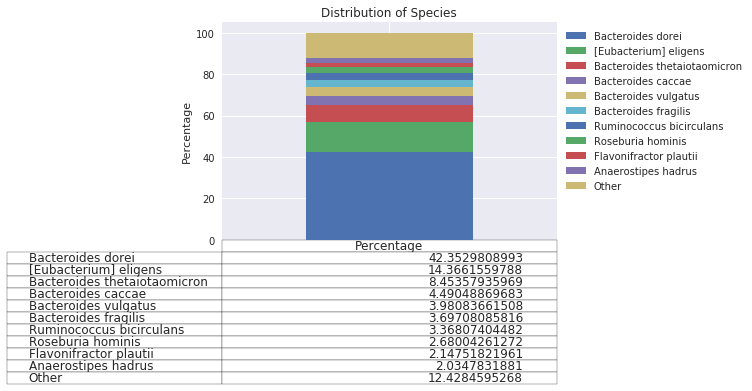 Distribution of Species
100
80
60
40
20
0
Percentage
Bacteroides dorei
[Eubacterium] eligens
Bacteroides thetaiotaomicron
Bacteroides caccae
Bacteroides vulgatus
Bacteroides fragilis
Ruminococcus bicirculans
Roseburia hominis
Flavonifractor plautii
Anaerostipes hadrus
Other
Percentage
Bacteroides dorei 42.3529808993
[Eubacterium] eligens 14.3661559788
Bacteroides thetaiotaomicron 8.45357935969
Bacteroides caccae 4.49048869683
Bacteroides vulgatus 3.98083661508
Bacteroides fragilis 3.69708085816
Ruminococcus bicirculans 3.36807404482
Roseburia hominis 2.68004261272
Flavonifractor plautii 2.14751821961
Anaerostipes hadrus 2.0347831881
Other 12.4284595268